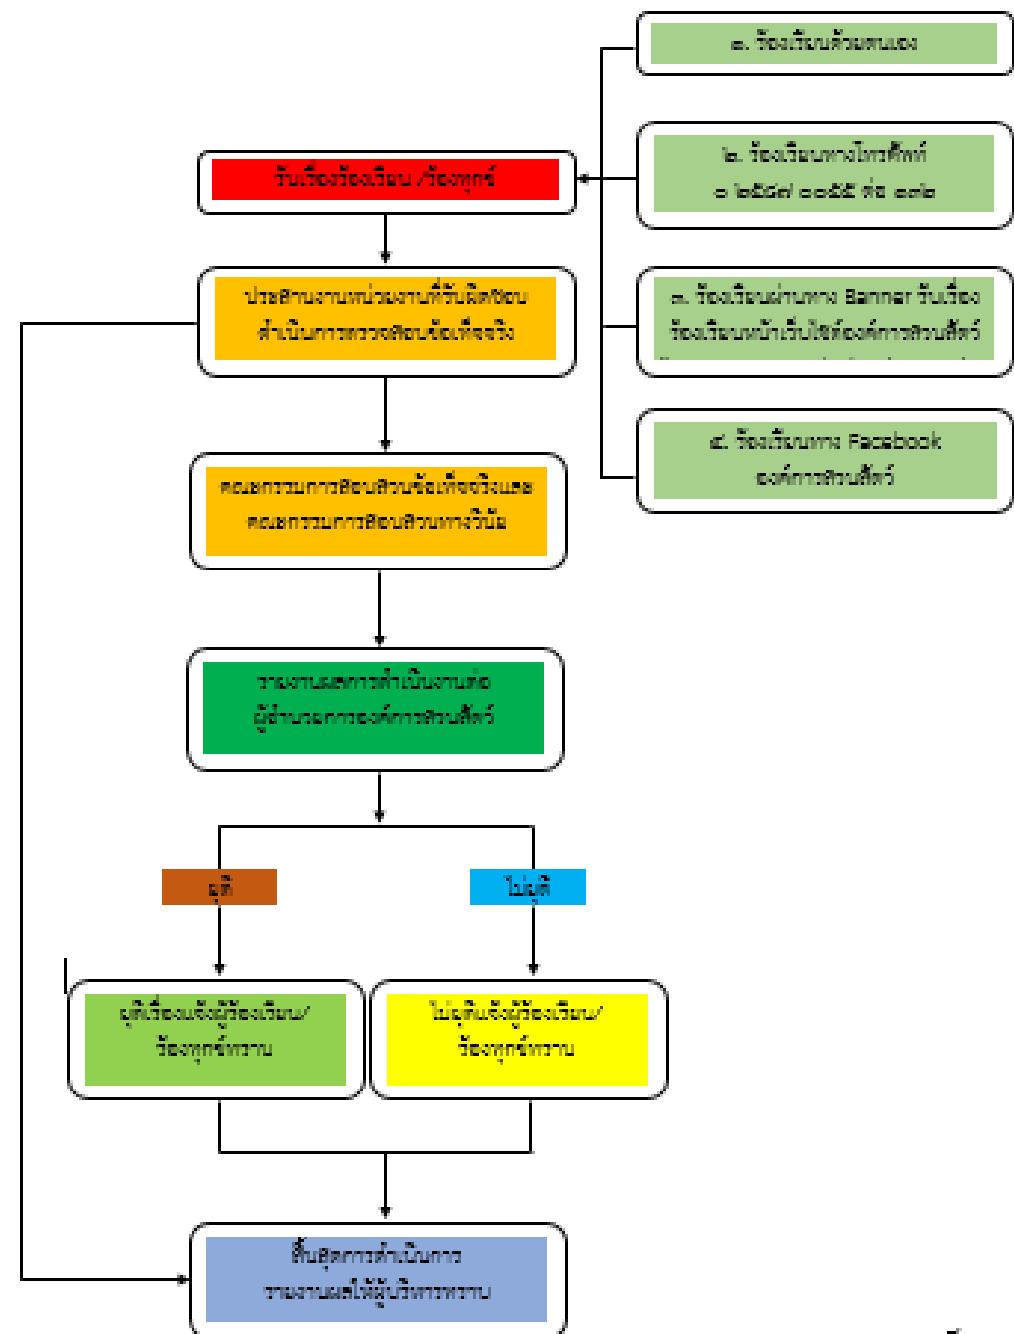 ๑. ร้องเรียนด้วยตนเอง
๒. ร้องเรียนทางโทรศัพท์
ต่อ ๑๓๒
๓. ร้องเรียนผ่านทาง Banner รับเรื่อง
ร้องเรียนหน้าเว็บไซต์องค์การสวนสัตว์
๔. ร้องเรียนทาง Facebook
องค์การสวนสัตว์
รับเรื่องร้องเรียน /ร้องทุกข์
ประสานงานหน่วยงานที่รับผิดชอบ
ดำเนินการตรวจสอบข้อเท็จจริง
คณะกรรมการสอบสวนข้อเท็จจริงและ
คณะกรรมการสอบสวนทางวินัย
รายงานผลการดำเนินงานต่อ
ผู้อำนวยการองค์การสวนสัตว์
ยุติ
ไม่ยุติ
ยุติเรื่องแจ้งผู้ร้องเรียน/
ร้องทุกข์ทราบ
ไม่ยุติแจ้งผู้ร้องเรียน/
ร้องทุกข์ทราบ
สิ้นสุดการดำเนินการ
รายงานผลให้ผู้บริหารทราบ